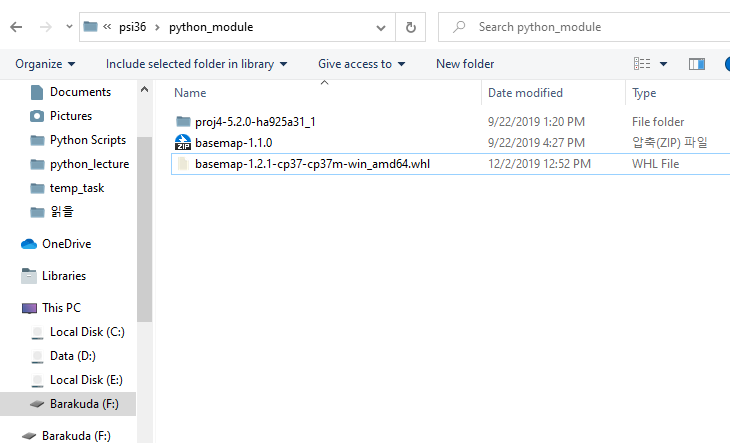 psi36 python_module Search python_module
Organize Include selected folder in library Give access to New folder
Name Date modified Type
proj4-5.2.0-ha925a31_1 9/22/2019 1:20 PM File folder
ZIP basemap-1.1.0 9/22/2019 4:27 PM 압축(ZIP) 파일
basemap-1.2.1-cp37-cp37m-win_amd64.whl 12/2/2019 12:52 PM WHL File
Documents
Pictures
Python Scripts
python_lecture
temp_task
읽을
OneDrive
Libraries
This PC
Local Disk (C:)
Data (D:)
Local Disk (E:)
Barakuda (F:)
Barakuda (F:)